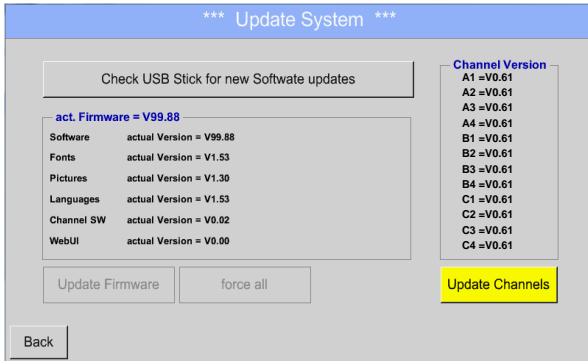 *** Update System ***
Check USB Stick for new Softwate updates
act. Firmware = V99.88
Software actual Version = V99.88
Fonts actual Version = V1.53
Pictures actual Version = V1.30
Languages actual Version = V1.53
Channel SW actual Version = V0.02
WebUI actual Version = V0.00
Channel Version
A1 =V0.61
A2 =V0.61
A3 =V0.61
A4 =V0.61
B1 =V0.61
B2 =V0.61
B3 =V0.61
B4 =V0.61
C1 =V0.61
C2 =V0.61
C3 =V0.61
C4 =V0.61
Update Firmware
force all
Update Channels
Back